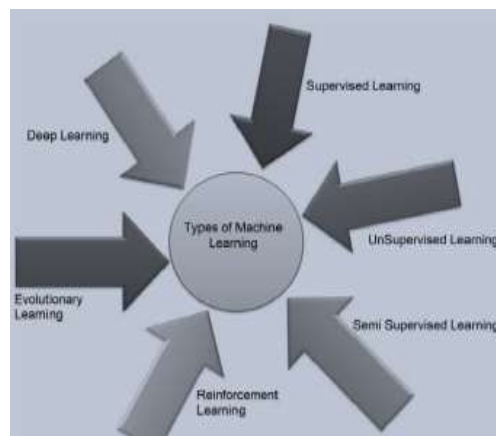 Supervised Learning
Deep Learning
Types of Machine
Learning
UnSupervised Learning
Evolutionary
Learning
Semi Supervised Learning
Reinforcement
Learning